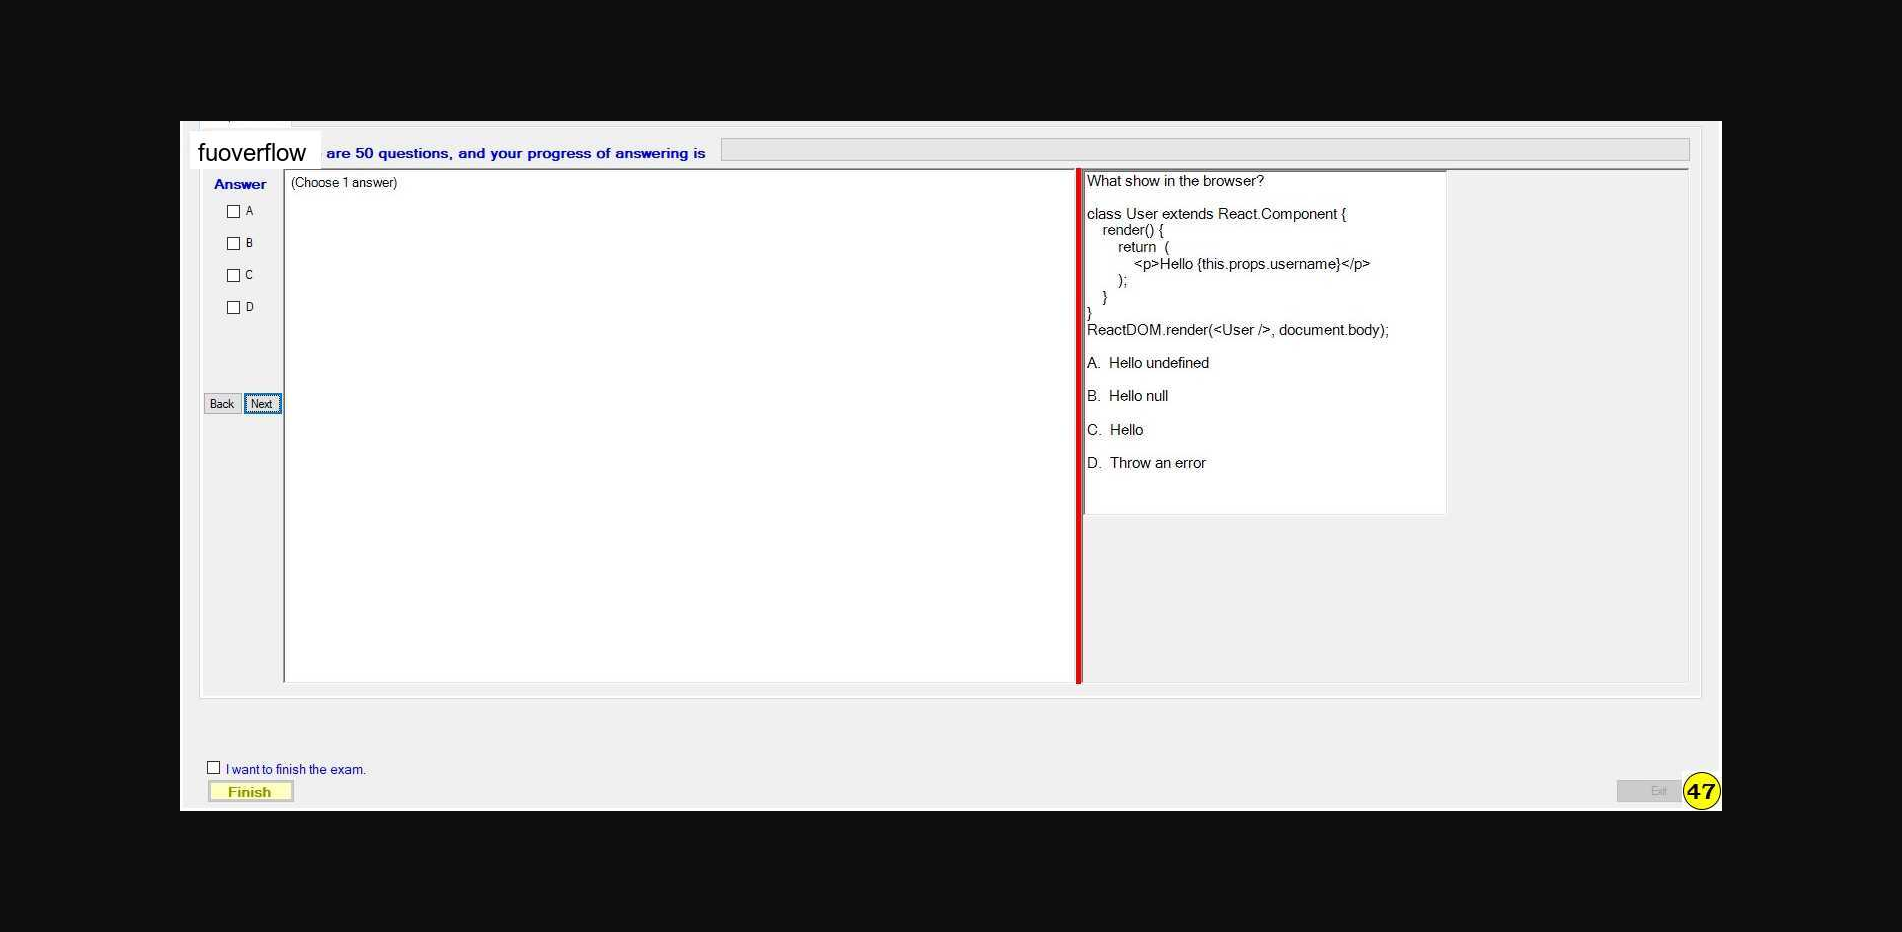 fuoverflow are 50 questions, and your progress of answering is
Answer
(Choose 1 answer)
A
B
C
D
Back Next
What show in the browser?
class User extends React.Component {
render() {
return (
<p>Hello {this.props.username}</p>
);
}
}
ReactDOM.render(<User />, document.body);
A. Hello undefined
B. Hello null
C. Hello
D. Throw an error
I want to finish the exam.
Finish
Exit
47